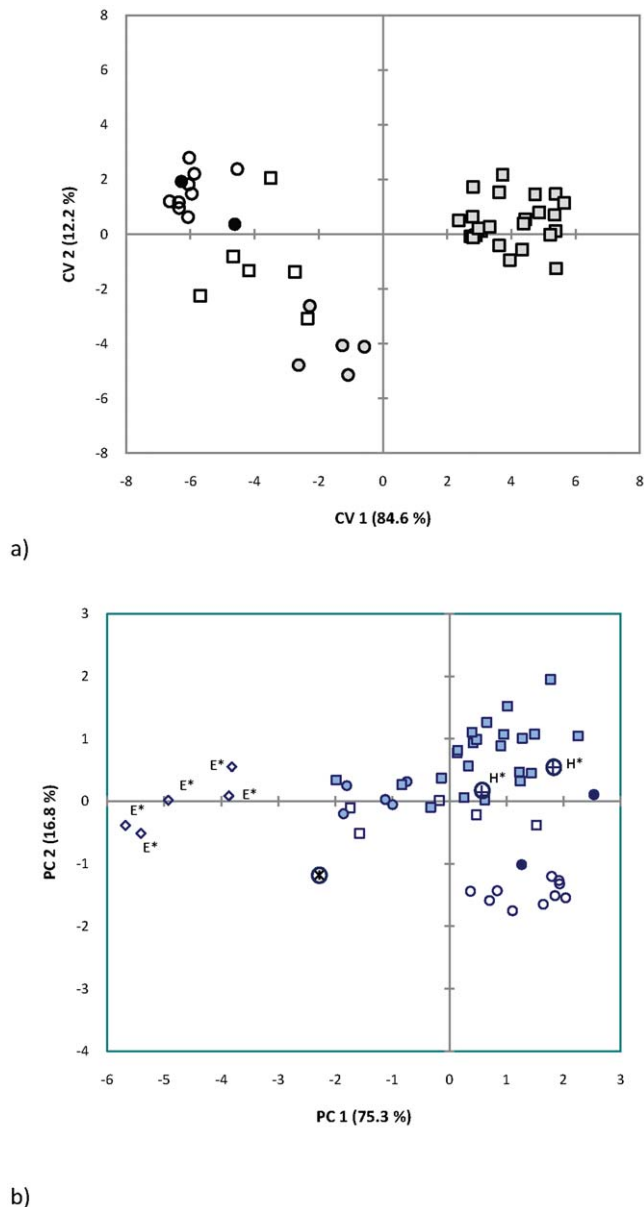 8
6
4
2
0
-2
-4
-6
-8
CV 2 (12.2 %)
-8 -6 -4 -2 0 2 4 6 8
CV 1 (84.6 %)
a)
3
2
1
0
-1
-2
-3
-4
PC 2 (16.8 %)
E*
H*
H*
E*
E*
E*
E*
-6 -5 -4 -3 -2 -1 0 1 2 3
PC 1 (75.3 %)
b)